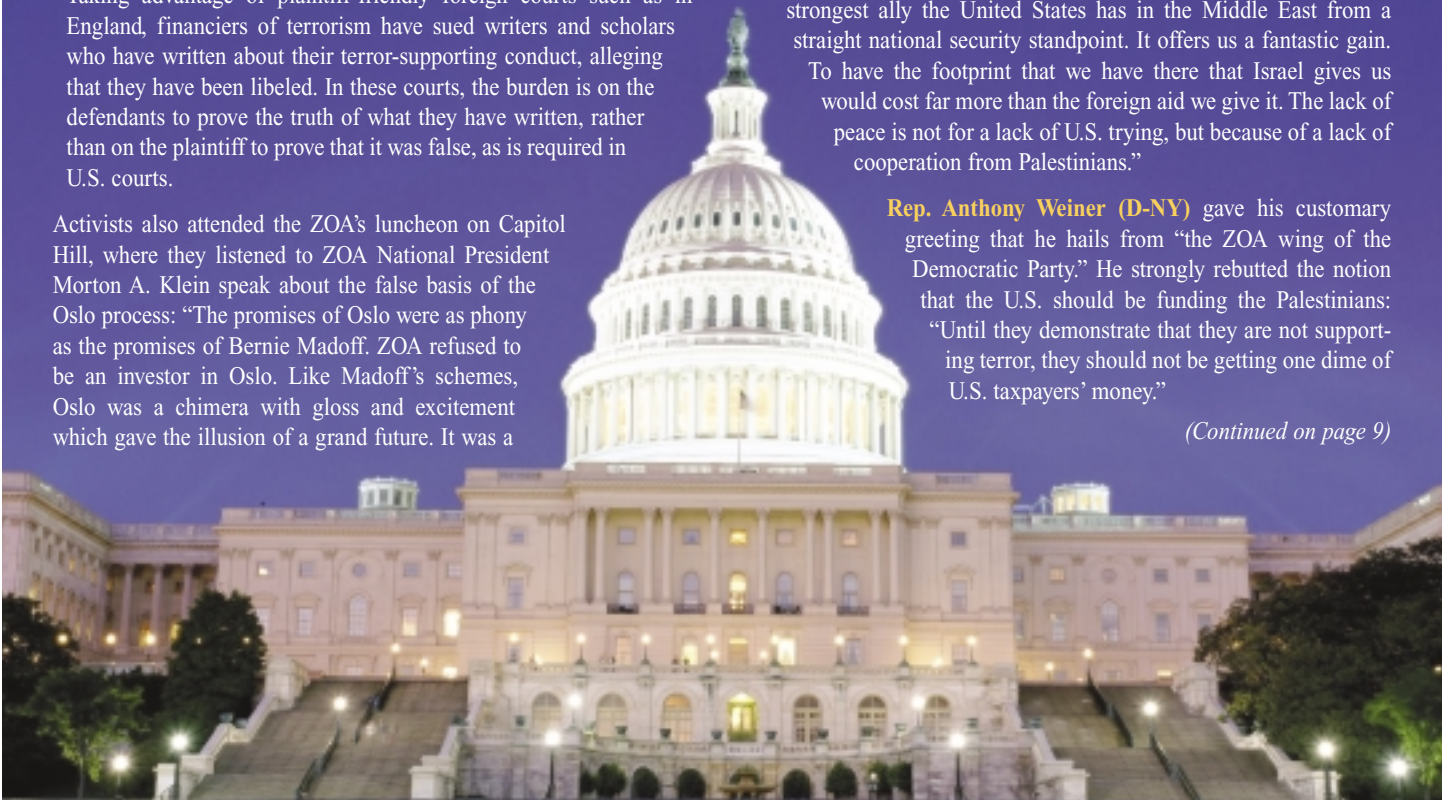 Taking advantage of plaintiff-friendly foreign courts such as in
England, financiers of terrorism have sued writers and scholars
who have written about their terror-supporting conduct, alleging
that they have been libeled. In these courts, the burden is on the
defendants to prove the truth of what they have written, rather
than on the plaintiff to prove that it was false, as is required in
U.S. courts.
Activists also attended the ZOA’s luncheon on Capitol
Hill, where they listened to ZOA National President
Morton A. Klein speak about the false basis of the
Oslo process: “The promises of Oslo were as phony
as the promises of Bernie Madoff. ZOA refused to
be an investor in Oslo. Like Madoff’s schemes,
Oslo was a chimera with gloss and excitement
which gave the illusion of a grand future. It was a
strongest ally the United States has in the Middle East from a
straight national security standpoint. It offers us a fantastic gain.
To have the footprint that we have there that Israel gives us
would cost far more than the foreign aid we give it. The lack of
peace is not for a lack of U.S. trying, but because of a lack of
cooperation from Palestinians.”
Rep. Anthony Weiner (D-NY) gave his customary
greeting that he hails from “the ZOA wing of the
Democratic Party.” He strongly rebutted the notion
that the U.S. should be funding the Palestinians:
“Until they demonstrate that they are not support-
ing terror, they should not be getting one dime of
U.S. taxpayers’ money.”
(Continued on page 9)